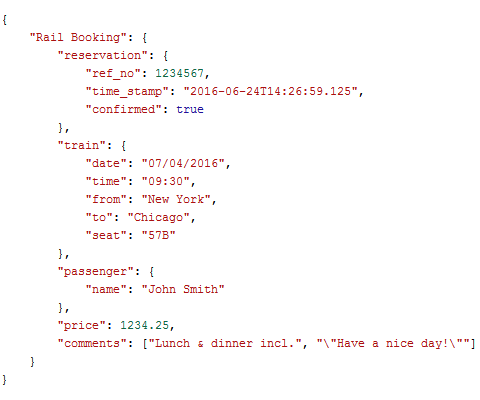 {
    "Rail Booking": {
        "reservation": {
            "ref_no": 1234567,
            "time_stamp": "2016-06-24T14:26:59.125",
            "confirmed": true
        },
        "train": {
            "date": "07/04/2016",
            "time": "09:30",
            "from": "New York",
            "to": "Chicago",
            "seat": "57B"
        },
        "passenger": {
            "name": "John Smith"
        },
        "price": 1234.25,
        "comments": ["Lunch & dinner incl.", "\"Have a nice day!\""]
    }
}